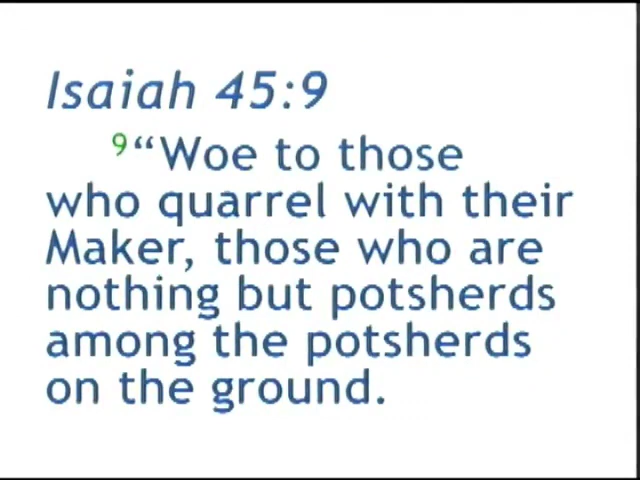 Isaiah 45:9
9“Woe to those
who quarrel with their
Maker, those who are
nothing but potsherds
among the potsherds
on the ground.